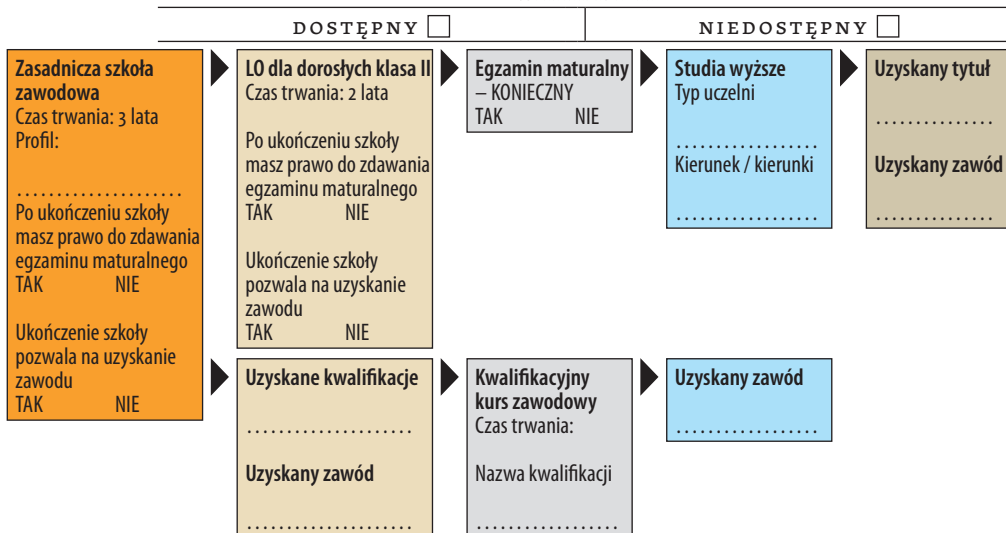 DOSTĘPNY
NIEDOSTĘPNY
Zasadnicza szkoła
zawodowa
Czas trwania: 3 lata
Profil:
.....................
Po ukończeniu szkoły
masz prawo do zdawania
egzaminu maturalnego
TAK NIE
Ukończenie szkoły
pozwala na uzyskanie
zawodu
TAK NIE
LO dla dorosłych klasa II
Czas trwania: 2 lata
Po ukończeniu szkoły
masz prawo do zdawania
egzaminu maturalnego
TAK NIE
Ukończenie szkoły
pozwala na uzyskanie
zawodu
TAK NIE
Egzamin maturalny
– KONIECZNY
TAK NIE
Studia wyższe
Typ uczelni
..................
Kierunek / kierunki
..................
Uzyskany tytuł
...............
Uzyskany zawód
...............
Uzyskane kwalifikacje
.....................
Uzyskany zawód
.....................
Kwalifikacyjny
kurs zawodowy
Czas trwania:
Nazwa kwalifikacji
..................
Uzyskany zawód
..................